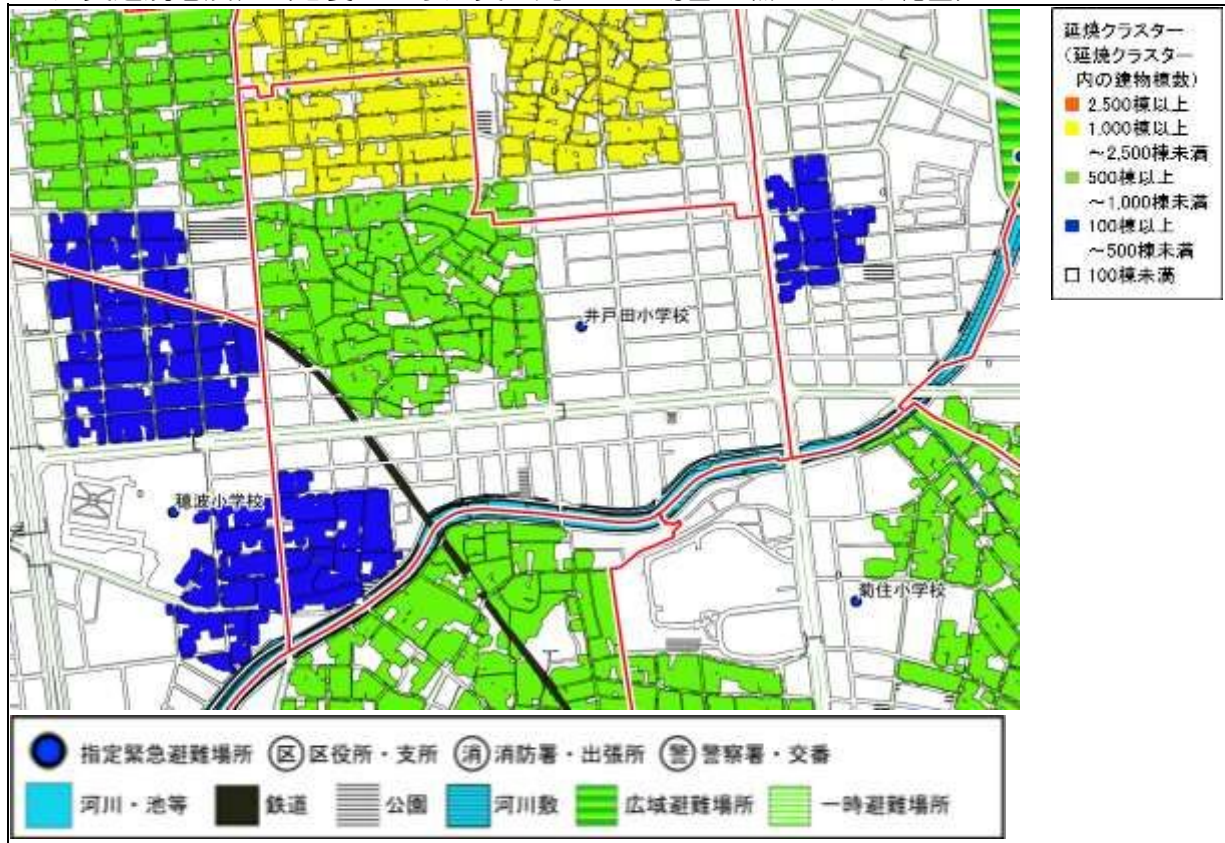 延焼クラスター
(延焼クラスター
内の建物棟数)
2,500棟以上
1,000棟以上
～2,500棟未満
500棟以上
～1,000棟未満
100棟以上
～500棟未満
100棟未満
井戸田小学校
穂波小学校
菊住小学校
指定緊急避難場所 区 区役所・支所 消 消防署・出張所 警 警察署・交番
河川・池等 鉄道 公園 河川敷 広域避難場所 一時避難場所